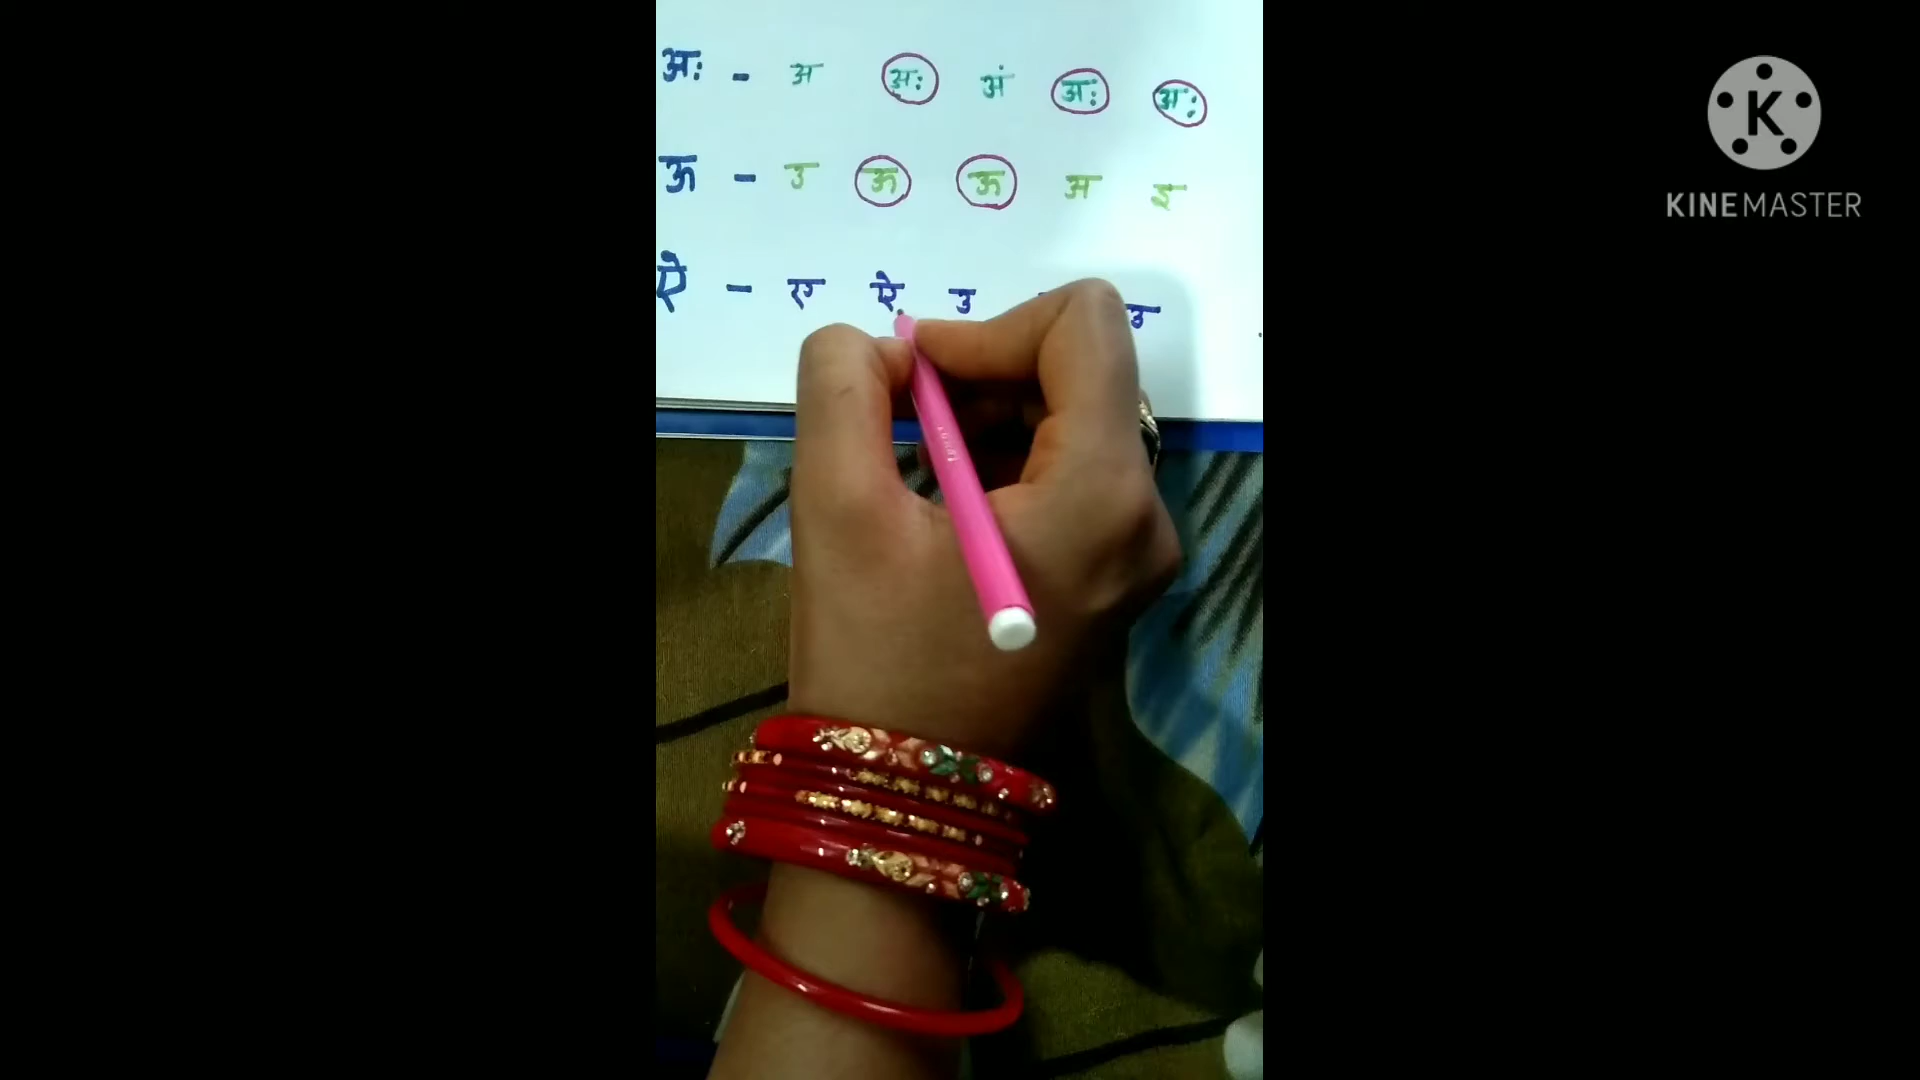 अः - अ अः अं अः अः
ऊ - उ ऊ ऊ अ इ
ऐ - ए ऐ उ उ
KINEMASTER